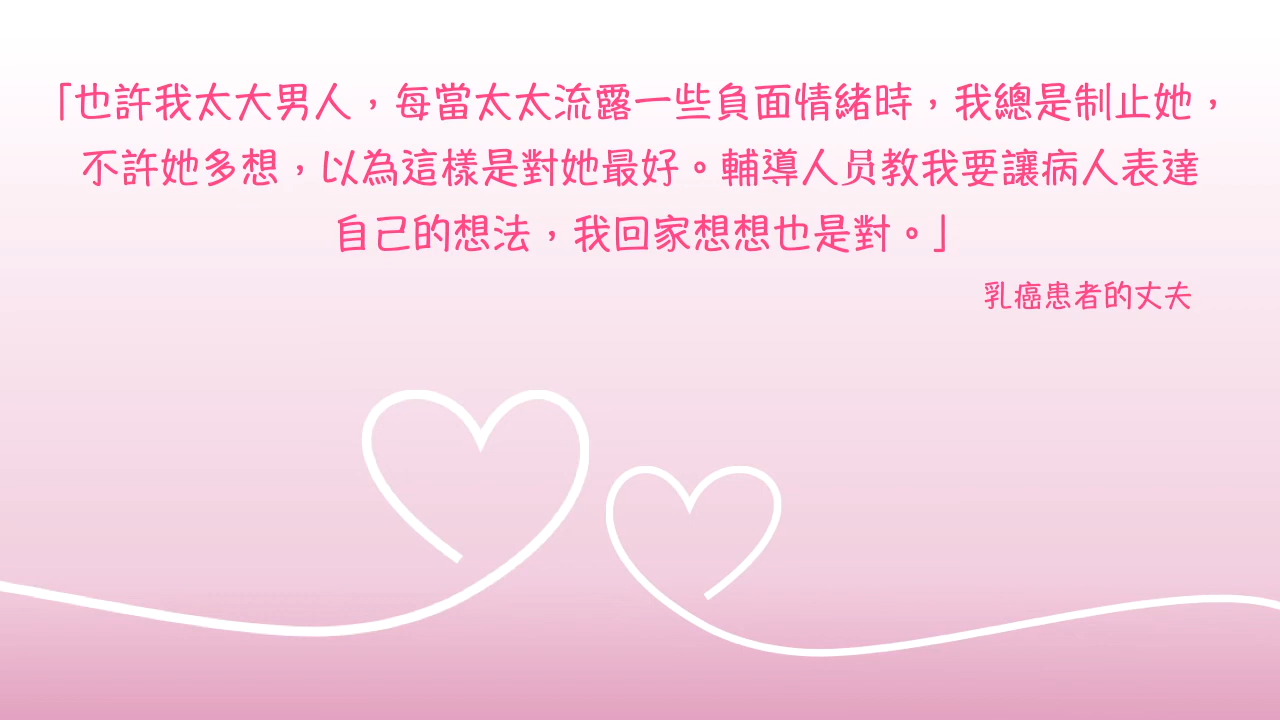 「也許我太大男人，每當太太流露一些負面情緒時，我總是制止她，
不許她多想，以為這樣是對她最好。輔導人员教我要讓病人表達
自己的想法，我回家想想也是對。」
乳癌患者的丈夫